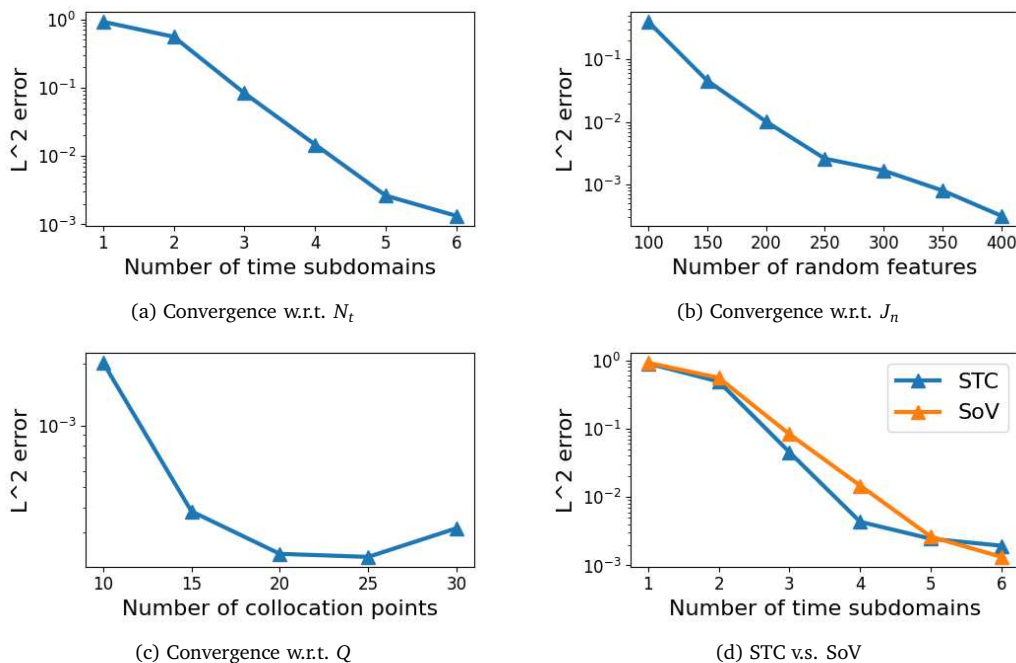 10^0
10^{-1}
10^{-2}
10^{-3}
L^2 error
1 2 3 4 5 6
Number of time subdomains
(a) Convergence w.r.t. N_t
10^{-1}
10^{-2}
10^{-3}
L^2 error
100 150 200 250 300 350 400
Number of random features
(b) Convergence w.r.t. J_n
10^{-3}
L^2 error
10 15 20 25 30
Number of collocation points
(c) Convergence w.r.t. Q
10^0
10^{-1}
10^{-2}
10^{-3}
L^2 error
STC
SoV
1 2 3 4 5 6
Number of time subdomains
(d) STC v.s. SoV